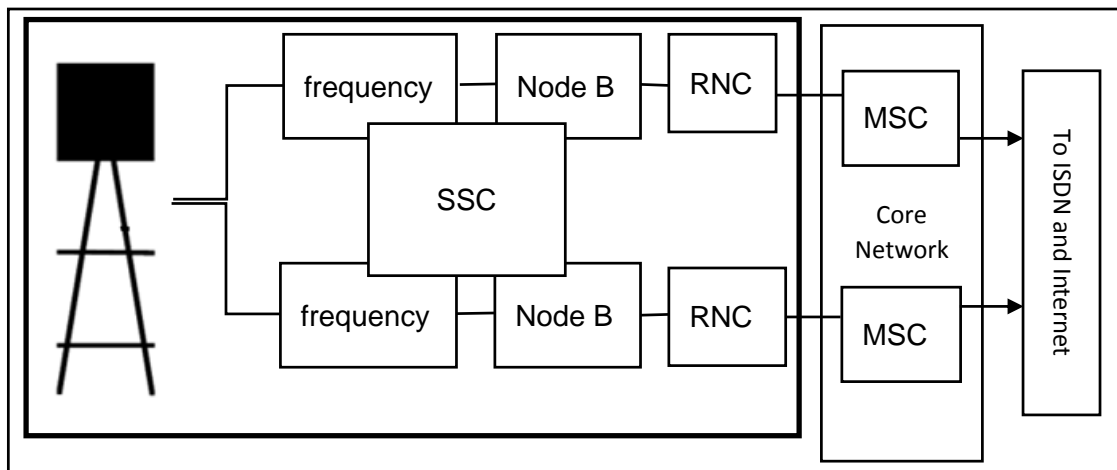 frequency
Node B
RNC
MSC
SSC
Core
Network
To ISDN and Internet
frequency
Node B
RNC
MSC